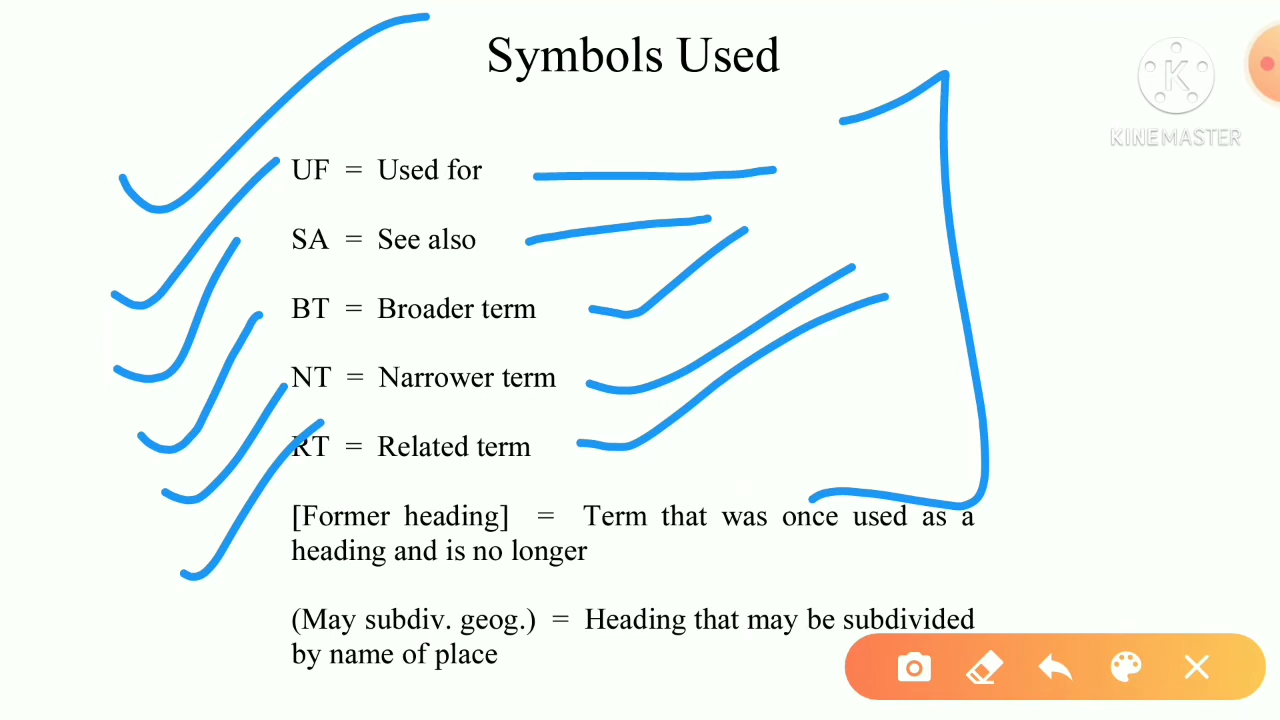 Symbols Used
KINEMASTER
UF = Used for
SA = See also
BT = Broader term
NT = Narrower term
RT = Related term
[Former heading] = Term that was once used as a
heading and is no longer
(May subdiv. geog.) = Heading that may be subdivided
by name of place